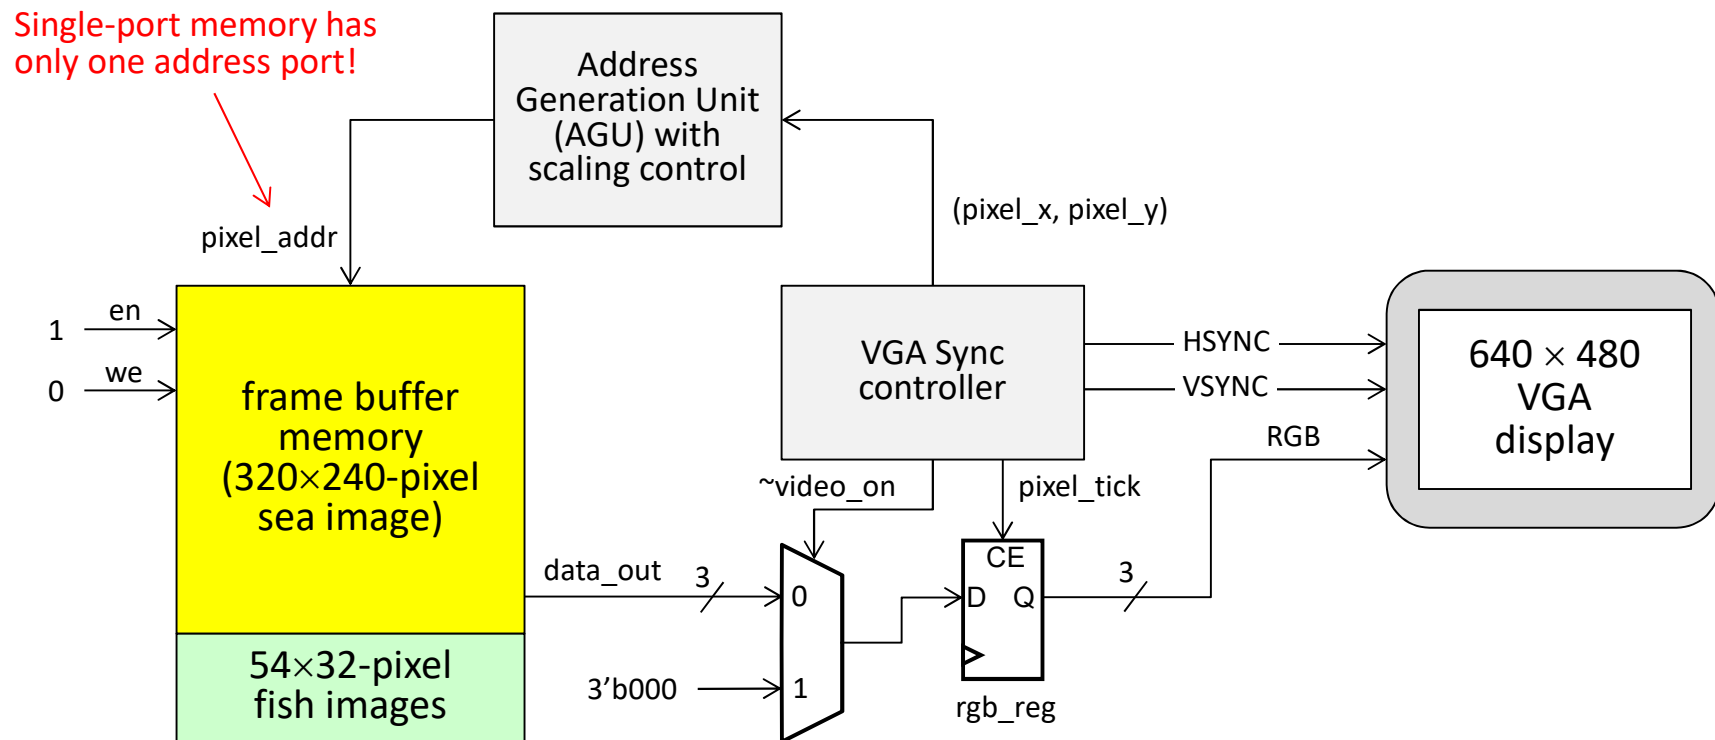 Single-port memory has
only one address port!
Address
Generation Unit
(AGU) with
scaling control
(pixel_x, pixel_y)
pixel_addr
en
1
we
0
frame buffer
memory
(320×240-pixel
sea image)
54×32-pixel
fish images
VGA Sync
controller
HSYNC
VSYNC
RGB
640 × 480
VGA
display
~video_on
pixel_tick
data_out
3
0
3'b000
1
CE
D Q
3
rgb_reg